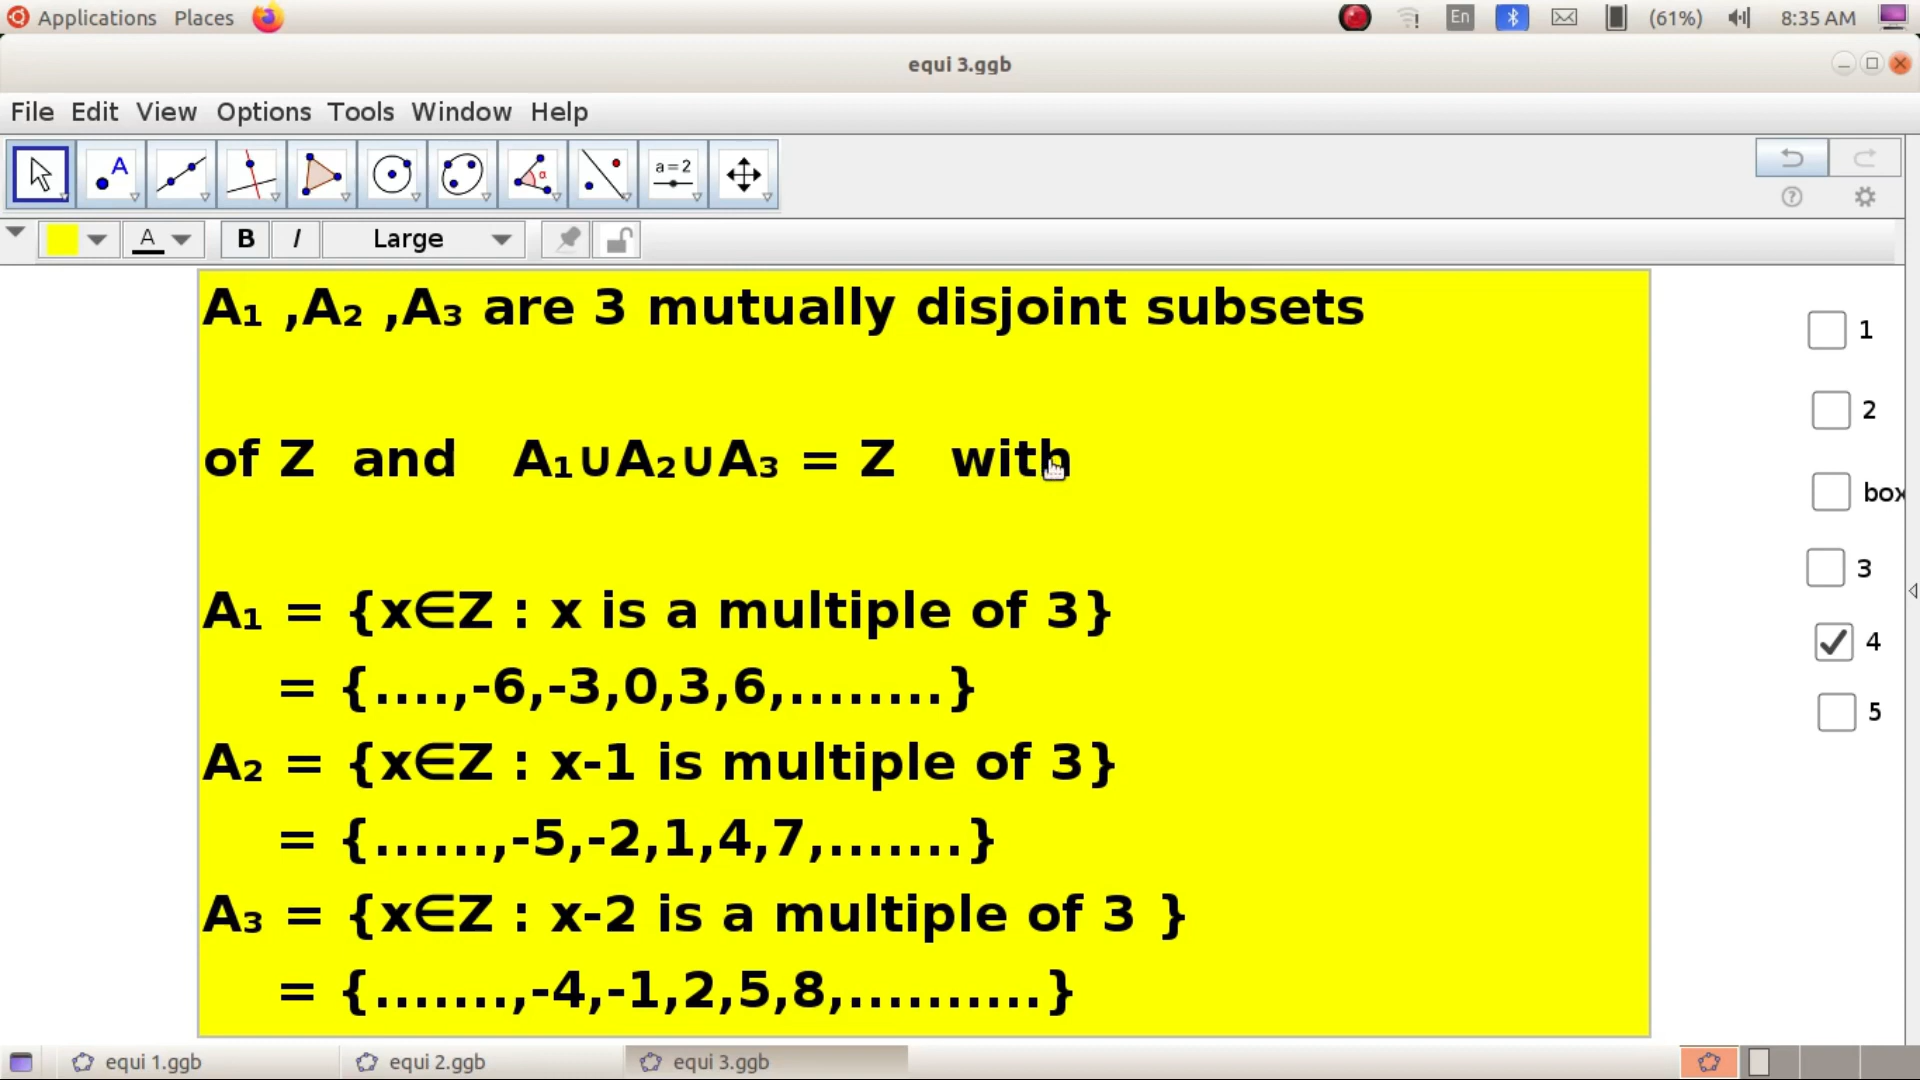 Applications Places En (61%) 8:35 AM
equi 3.ggb
File Edit View Options Tools Window Help
A α a=2
A B I Large
A₁ ,A₂ ,A₃ are 3 mutually disjoint subsets
of Z and A₁∪A₂∪A₃ = Z with
A₁ = {x∈Z : x is a multiple of 3}
= {....,-6,-3,0,3,6,........}
A₂ = {x∈Z : x-1 is multiple of 3}
= {......,-5,-2,1,4,7,.......}
A₃ = {x∈Z : x-2 is a multiple of 3 }
= {.......,-4,-1,2,5,8,..........}
1
2
box
3
4
5
equi 1.ggb equi 2.ggb equi 3.ggb